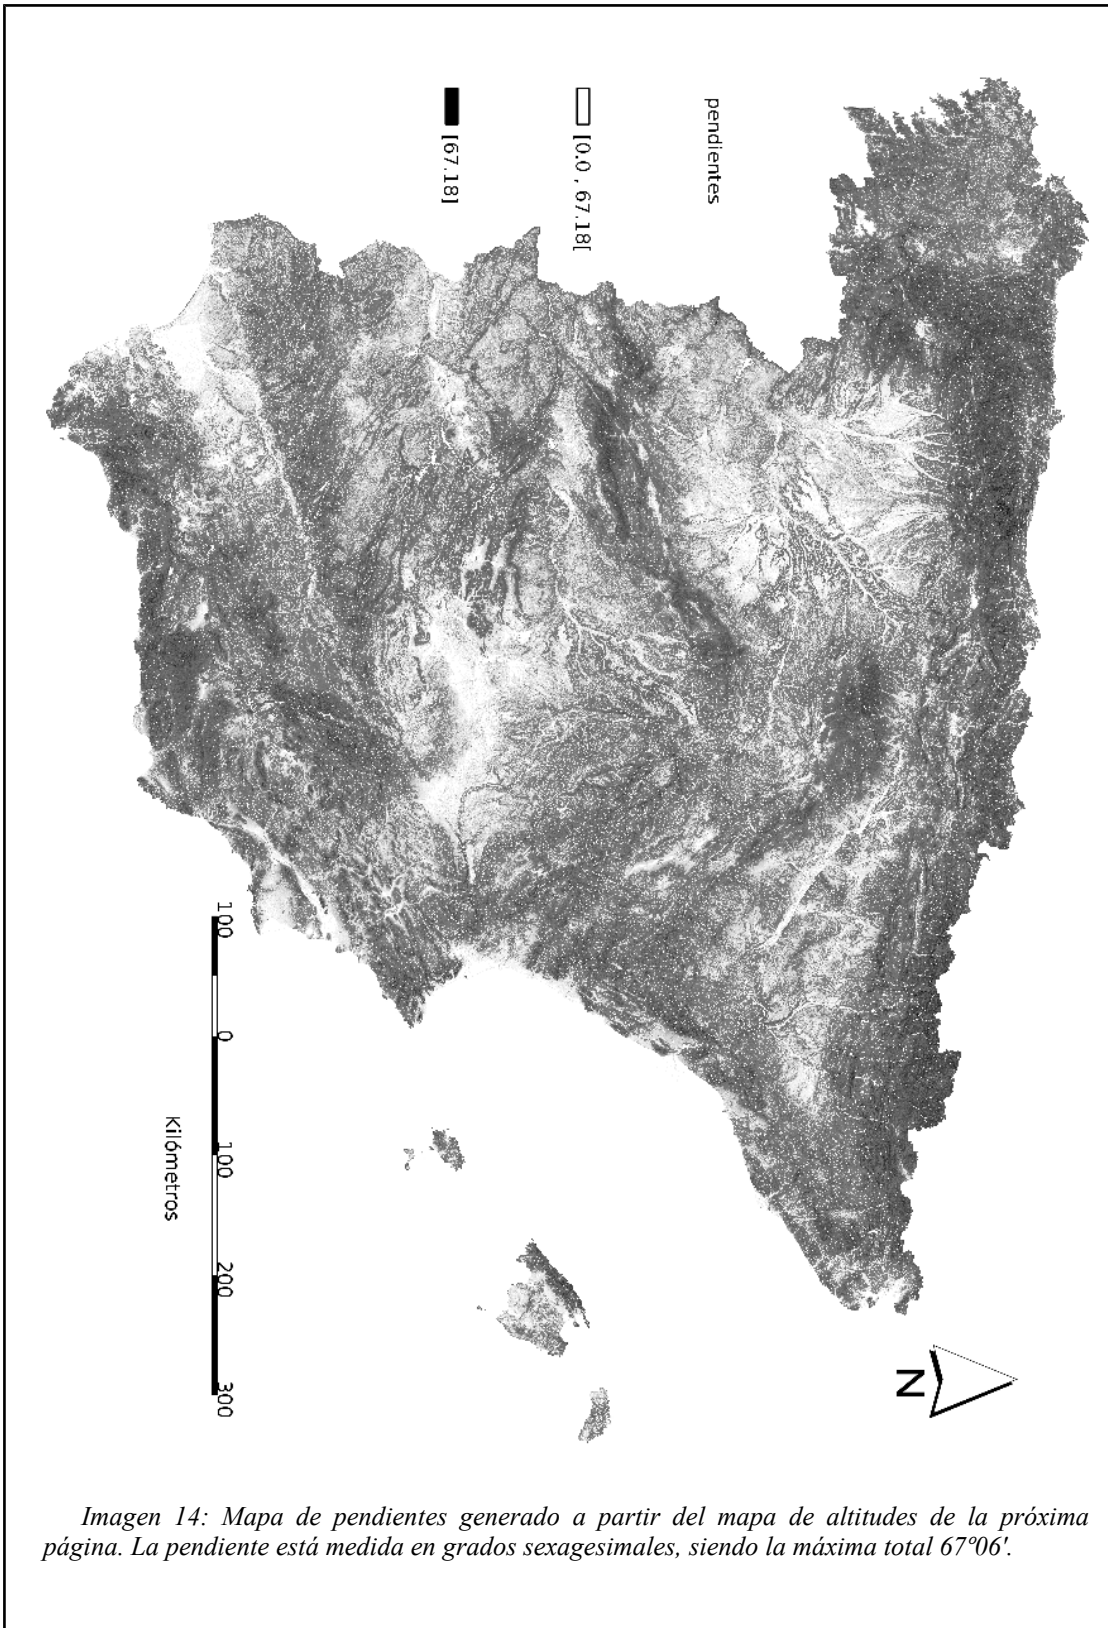 pendientes
[0.0 , 67.18[
[67.18]
100 0 100 200 300
Kilómetros
N
Imagen 14: Mapa de pendientes generado a partir del mapa de altitudes de la próxima
página. La pendiente está medida en grados sexagesimales, siendo la máxima total 67º06'.